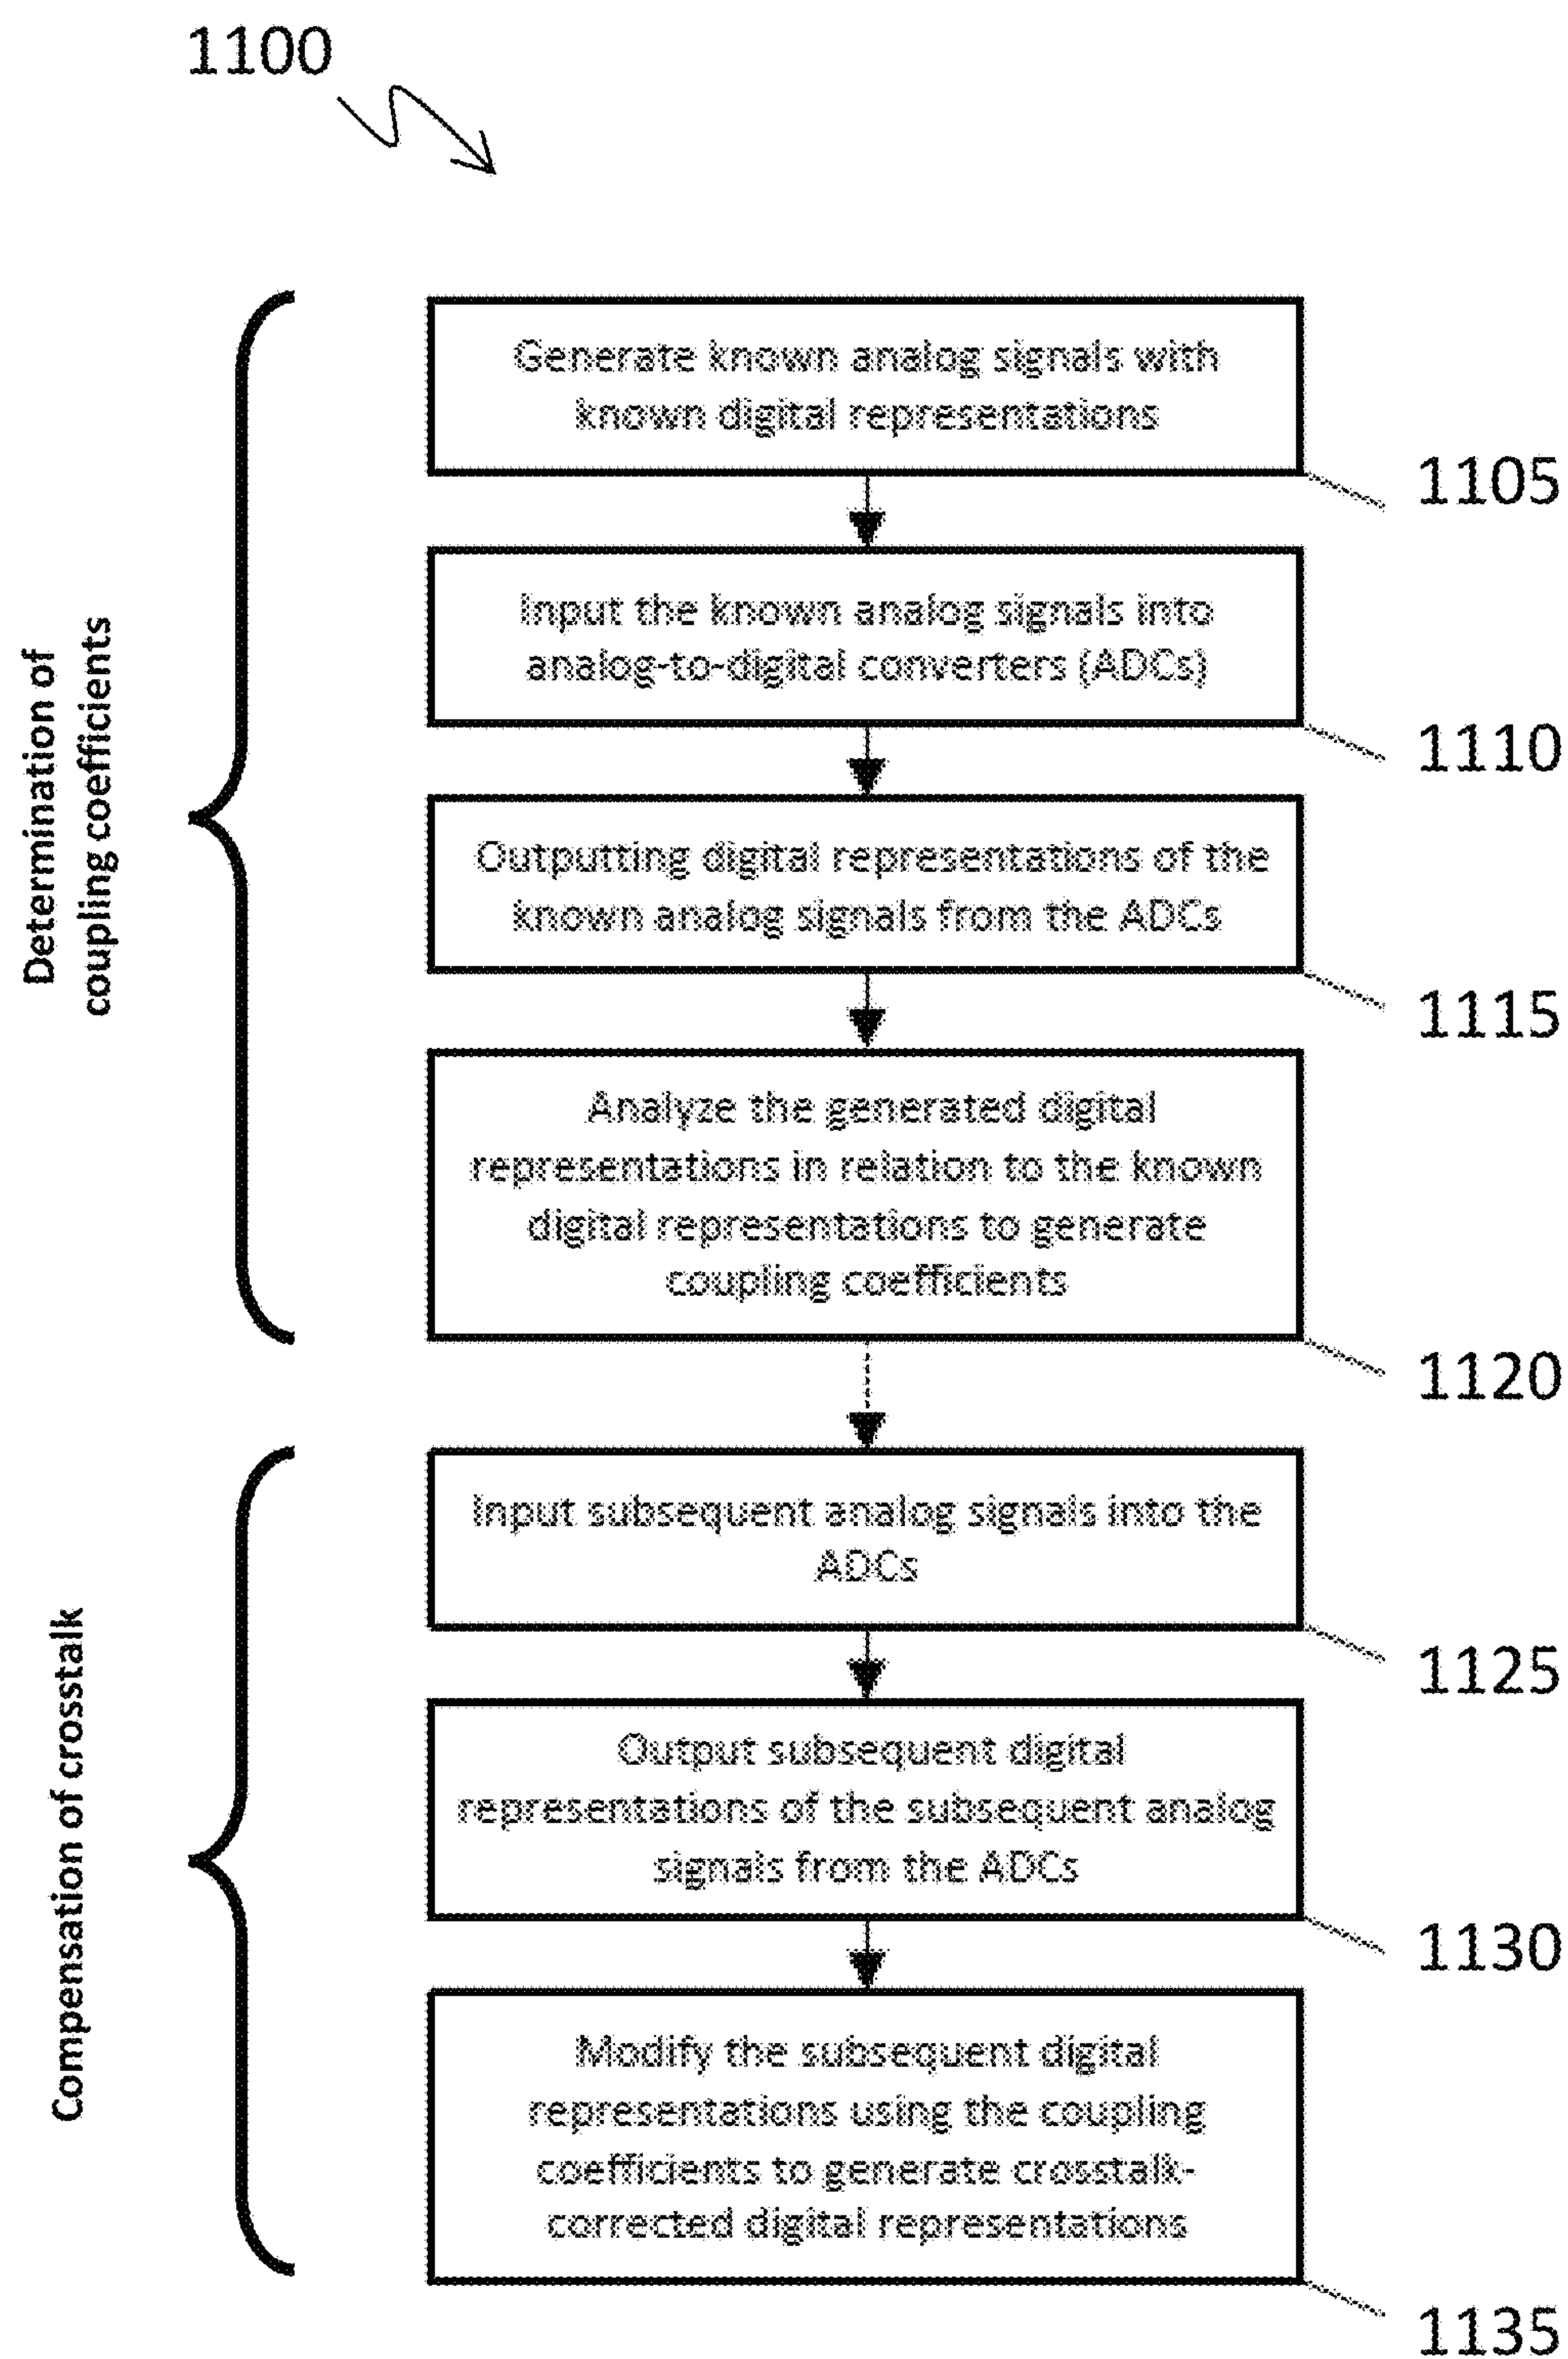 1100
Determination of
coupling coefficients
Generate known analog signals with
known digital representations
1105
Input the known analog signals into
analog-to-digital converters (ADCs)
1110
Outputting digital representations of the
known analog signals from the ADCs
1115
Analyze the generated digital
representations in relation to the known
digital representations to generate
coupling coefficients
1120
Compensation of crosstalk
Input subsequent analog signals into the
ADCs
1125
Output subsequent digital
representations of the subsequent analog
signals from the ADCs
1130
Modify the subsequent digital
representations using the coupling
coefficients to generate crosstalk-
corrected digital representations
1135